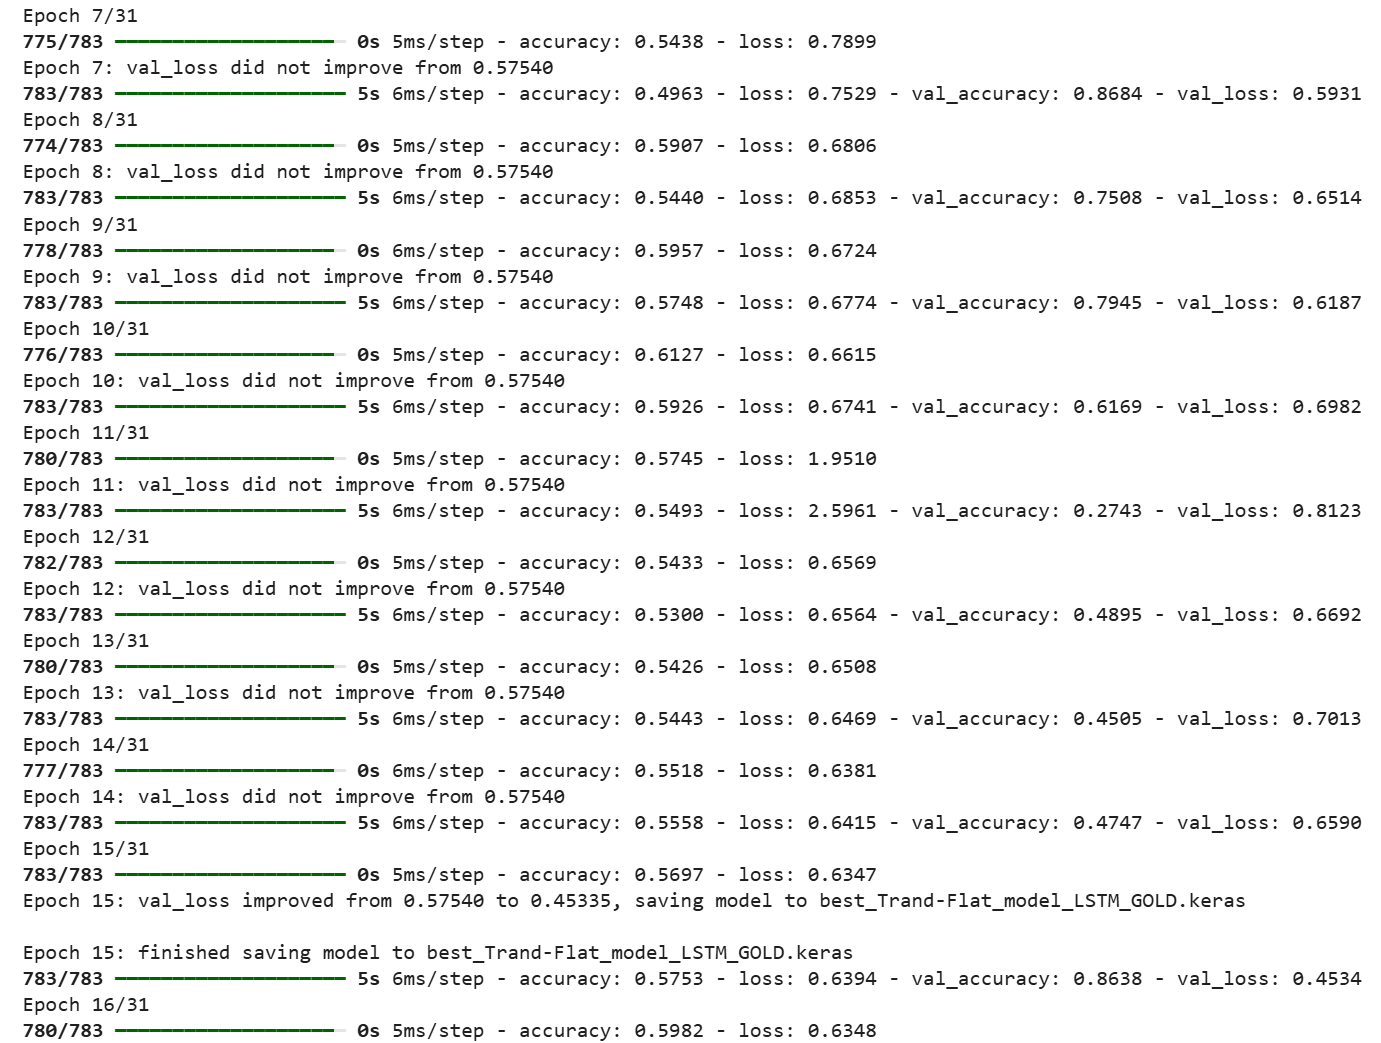 Epoch 7/31
775/783 ━━━━━━━━━━━━━━━━━━━━ 0s 5ms/step - accuracy: 0.5438 - loss: 0.7899
Epoch 7: val_loss did not improve from 0.57540
783/783 ━━━━━━━━━━━━━━━━━━━━ 5s 6ms/step - accuracy: 0.4963 - loss: 0.7529 - val_accuracy: 0.8684 - val_loss: 0.5931
Epoch 8/31
774/783 ━━━━━━━━━━━━━━━━━━━━ 0s 5ms/step - accuracy: 0.5907 - loss: 0.6806
Epoch 8: val_loss did not improve from 0.57540
783/783 ━━━━━━━━━━━━━━━━━━━━ 5s 6ms/step - accuracy: 0.5440 - loss: 0.6853 - val_accuracy: 0.7508 - val_loss: 0.6514
Epoch 9/31
778/783 ━━━━━━━━━━━━━━━━━━━━ 0s 6ms/step - accuracy: 0.5957 - loss: 0.6724
Epoch 9: val_loss did not improve from 0.57540
783/783 ━━━━━━━━━━━━━━━━━━━━ 5s 6ms/step - accuracy: 0.5748 - loss: 0.6774 - val_accuracy: 0.7945 - val_loss: 0.6187
Epoch 10/31
776/783 ━━━━━━━━━━━━━━━━━━━━ 0s 5ms/step - accuracy: 0.6127 - loss: 0.6615
Epoch 10: val_loss did not improve from 0.57540
783/783 ━━━━━━━━━━━━━━━━━━━━ 5s 6ms/step - accuracy: 0.5926 - loss: 0.6741 - val_accuracy: 0.6169 - val_loss: 0.6982
Epoch 11/31
780/783 ━━━━━━━━━━━━━━━━━━━━ 0s 5ms/step - accuracy: 0.5745 - loss: 1.9510
Epoch 11: val_loss did not improve from 0.57540
783/783 ━━━━━━━━━━━━━━━━━━━━ 5s 6ms/step - accuracy: 0.5493 - loss: 2.5961 - val_accuracy: 0.2743 - val_loss: 0.8123
Epoch 12/31
782/783 ━━━━━━━━━━━━━━━━━━━━ 0s 5ms/step - accuracy: 0.5433 - loss: 0.6569
Epoch 12: val_loss did not improve from 0.57540
783/783 ━━━━━━━━━━━━━━━━━━━━ 5s 6ms/step - accuracy: 0.5300 - loss: 0.6564 - val_accuracy: 0.4895 - val_loss: 0.6692
Epoch 13/31
780/783 ━━━━━━━━━━━━━━━━━━━━ 0s 5ms/step - accuracy: 0.5426 - loss: 0.6508
Epoch 13: val_loss did not improve from 0.57540
783/783 ━━━━━━━━━━━━━━━━━━━━ 5s 6ms/step - accuracy: 0.5443 - loss: 0.6469 - val_accuracy: 0.4505 - val_loss: 0.7013
Epoch 14/31
777/783 ━━━━━━━━━━━━━━━━━━━━ 0s 6ms/step - accuracy: 0.5518 - loss: 0.6381
Epoch 14: val_loss did not improve from 0.57540
783/783 ━━━━━━━━━━━━━━━━━━━━ 5s 6ms/step - accuracy: 0.5558 - loss: 0.6415 - val_accuracy: 0.4747 - val_loss: 0.6590
Epoch 15/31
783/783 ━━━━━━━━━━━━━━━━━━━━ 0s 5ms/step - accuracy: 0.5697 - loss: 0.6347
Epoch 15: val_loss improved from 0.57540 to 0.45335, saving model to best_Trand-Flat_model_LSTM_GOLD.keras
Epoch 15: finished saving model to best_Trand-Flat_model_LSTM_GOLD.keras
783/783 ━━━━━━━━━━━━━━━━━━━━ 5s 6ms/step - accuracy: 0.5753 - loss: 0.6394 - val_accuracy: 0.8638 - val_loss: 0.4534
Epoch 16/31
780/783 ━━━━━━━━━━━━━━━━━━━━ 0s 5ms/step - accuracy: 0.5982 - loss: 0.6348